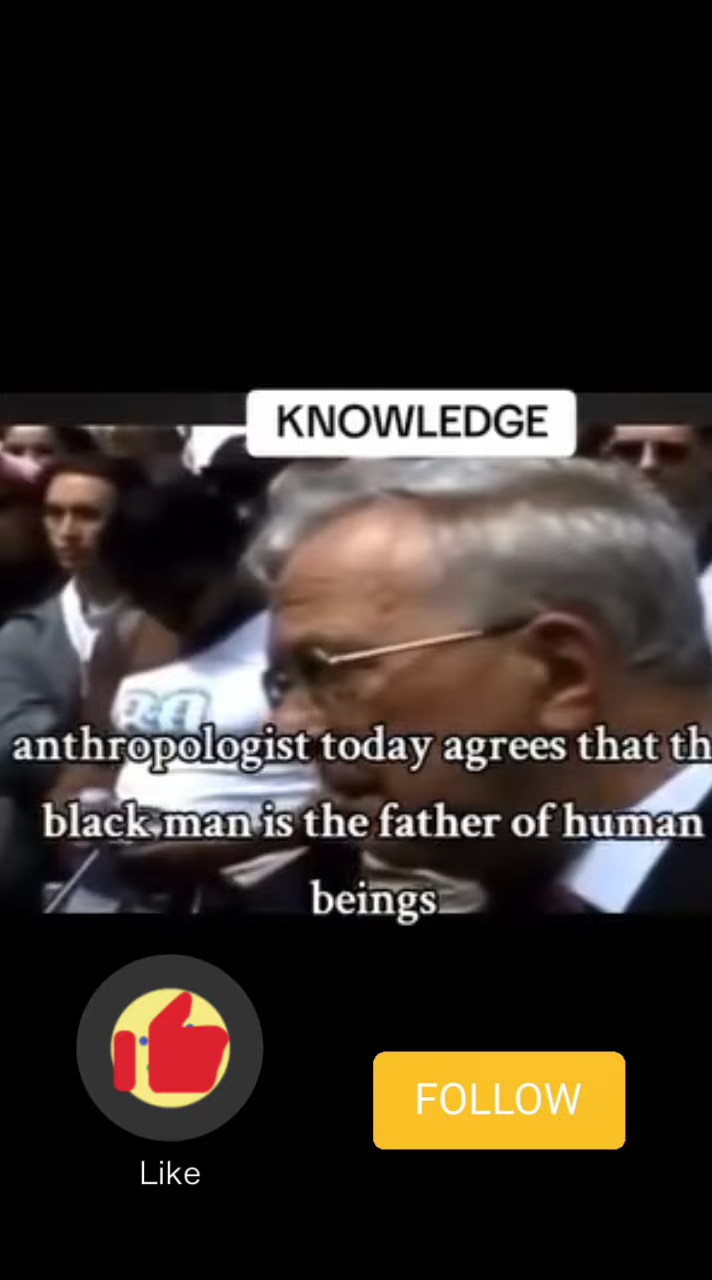 KNOWLEDGE
anthropologist today agrees that th
black man is the father of human
beings
Like
FOLLOW